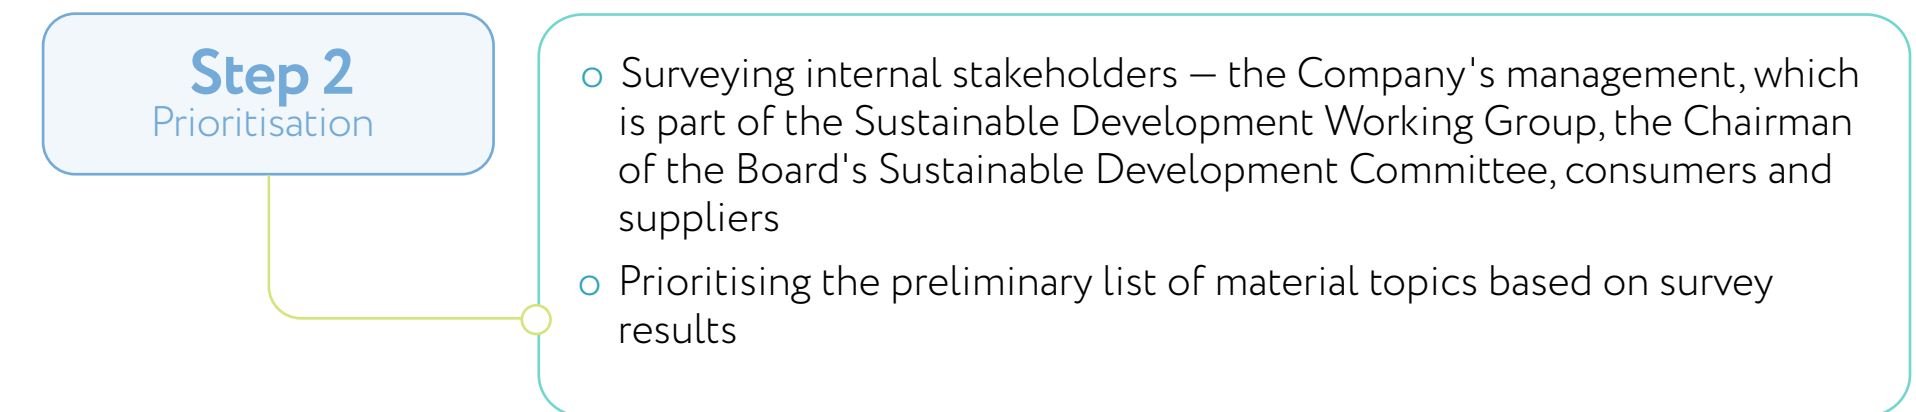 Step 2
Prioritisation
o Surveying internal stakeholders — the Company's management, which
is part of the Sustainable Development Working Group, the Chairman
of the Board's Sustainable Development Committee, consumers and
suppliers
o Prioritising the preliminary list of material topics based on survey
results